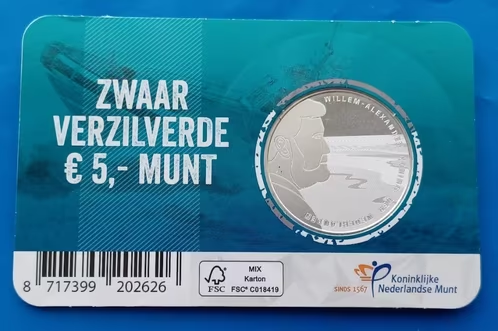 ZWAAR
VERZILVERDE
€ 5,- MUNT
WILLEM-ALEXANDER
8 717399 202626
FSC
MIX
Karton
FSC® C018419
SINDS 1567
Koninklijke
Nederlandse Munt